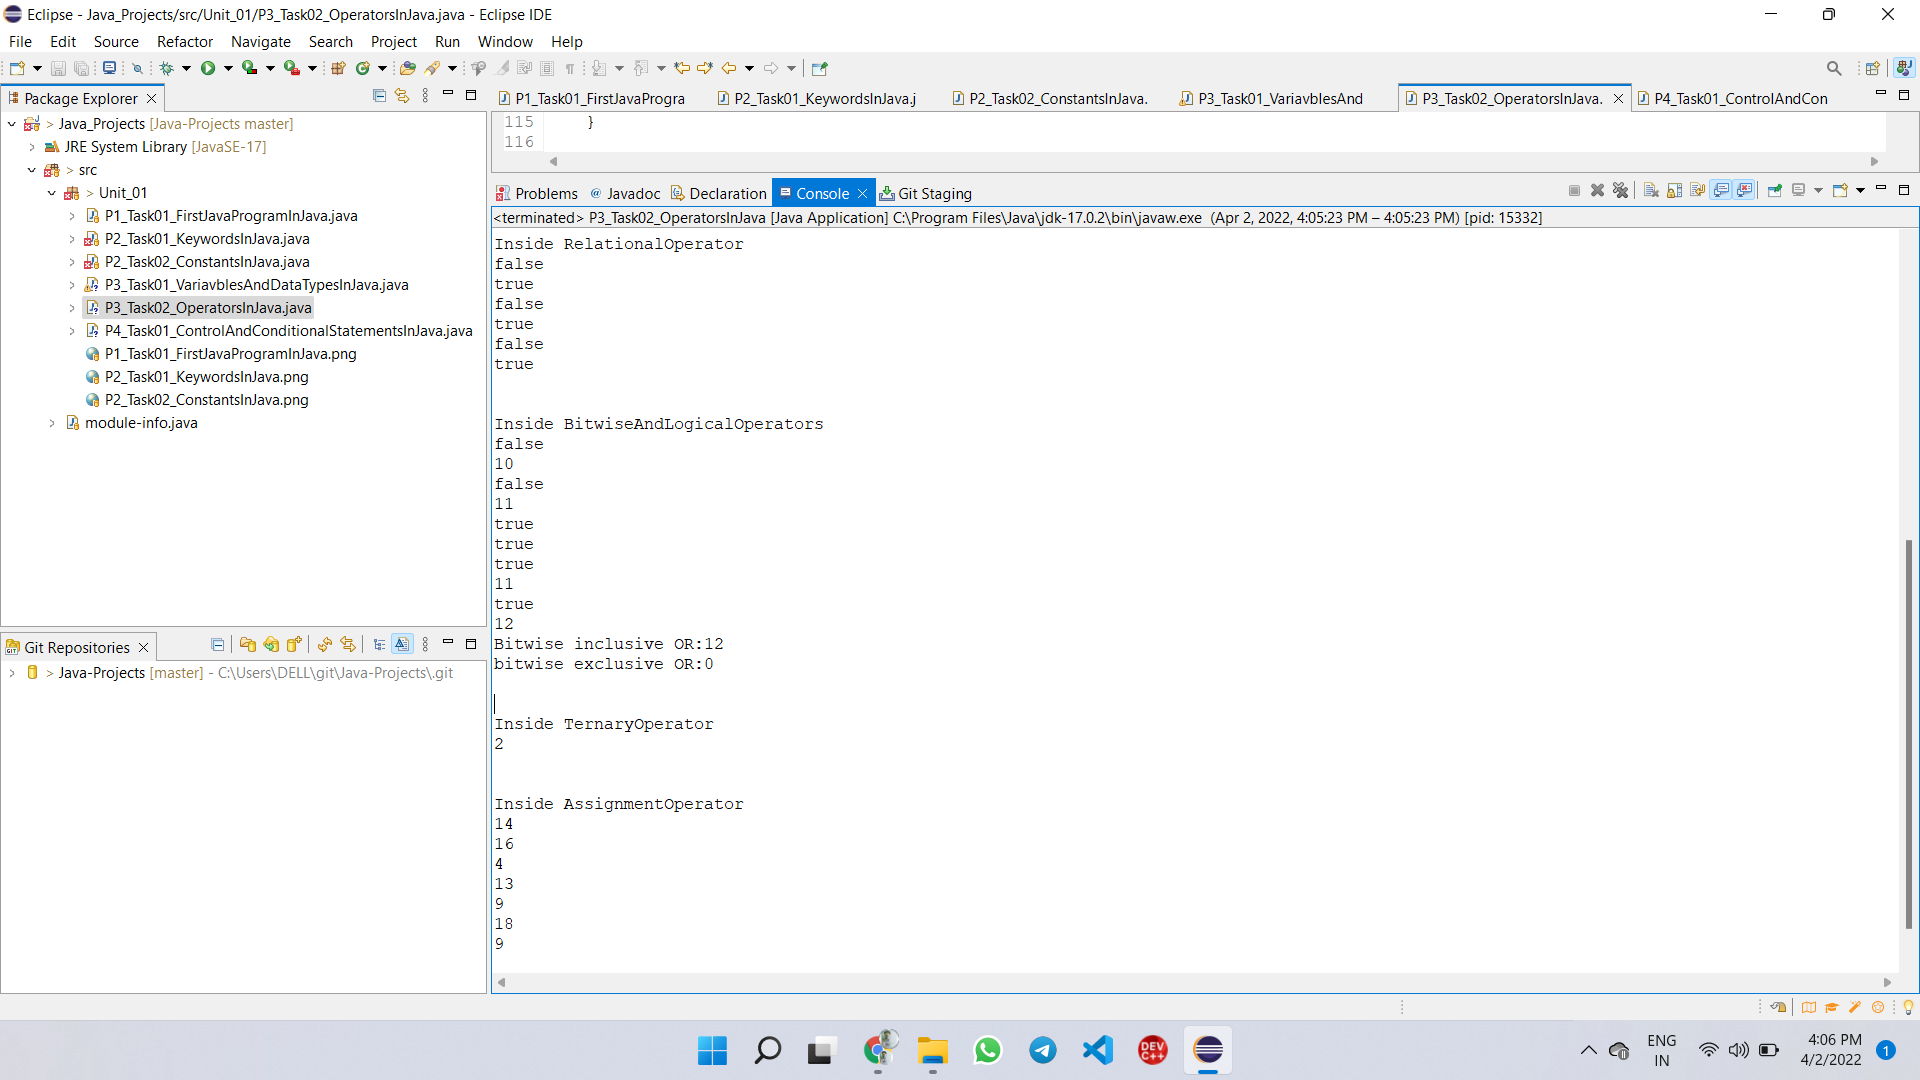 Eclipse - Java_Projects/src/Unit_01/P3_Task02_OperatorsInJava.java - Eclipse IDE
File Edit Source Refactor Navigate Search Project Run Window Help
Package Explorer
Java_Projects [Java-Projects master]
JRE System Library [JavaSE-17]
> src
> Unit_01
P1_Task01_FirstJavaProgramInJava.java
P2_Task01_KeywordsInJava.java
P2_Task02_ConstantsInJava.java
P3_Task01_VariavblesAndDataTypesInJava.java
P3_Task02_OperatorsInJava.java
P4_Task01_ControlAndConditionalStatementsInJava.java
P1_Task01_FirstJavaProgramInJava.png
P2_Task01_KeywordsInJava.png
P2_Task02_ConstantsInJava.png
module-info.java
Git Repositories
> Java-Projects [master] - C:\Users\DELL\git\Java-Projects\.git
P1_Task01_FirstJavaProgra P2_Task01_KeywordsInJava.j P2_Task02_ConstantsInJava. P3_Task01_VariavblesAnd P3_Task02_OperatorsInJava. P4_Task01_ControlAndCon
115 }
116
Problems @ Javadoc Declaration Console Git Staging
<terminated> P3_Task02_OperatorsInJava [Java Application] C:\Program Files\Java\jdk-17.0.2\bin\javaw.exe (Apr 2, 2022, 4:05:23 PM – 4:05:23 PM) [pid: 15332]
Inside RelationalOperator
false
true
false
true
false
true
Inside BitwiseAndLogicalOperators
false
10
false
11
true
true
true
11
true
12
Bitwise inclusive OR:12
bitwise exclusive OR:0
Inside TernaryOperator
2
Inside AssignmentOperator
14
16
4
13
9
18
9
DEV C++
ENG
IN
4:06 PM
4/2/2022
1